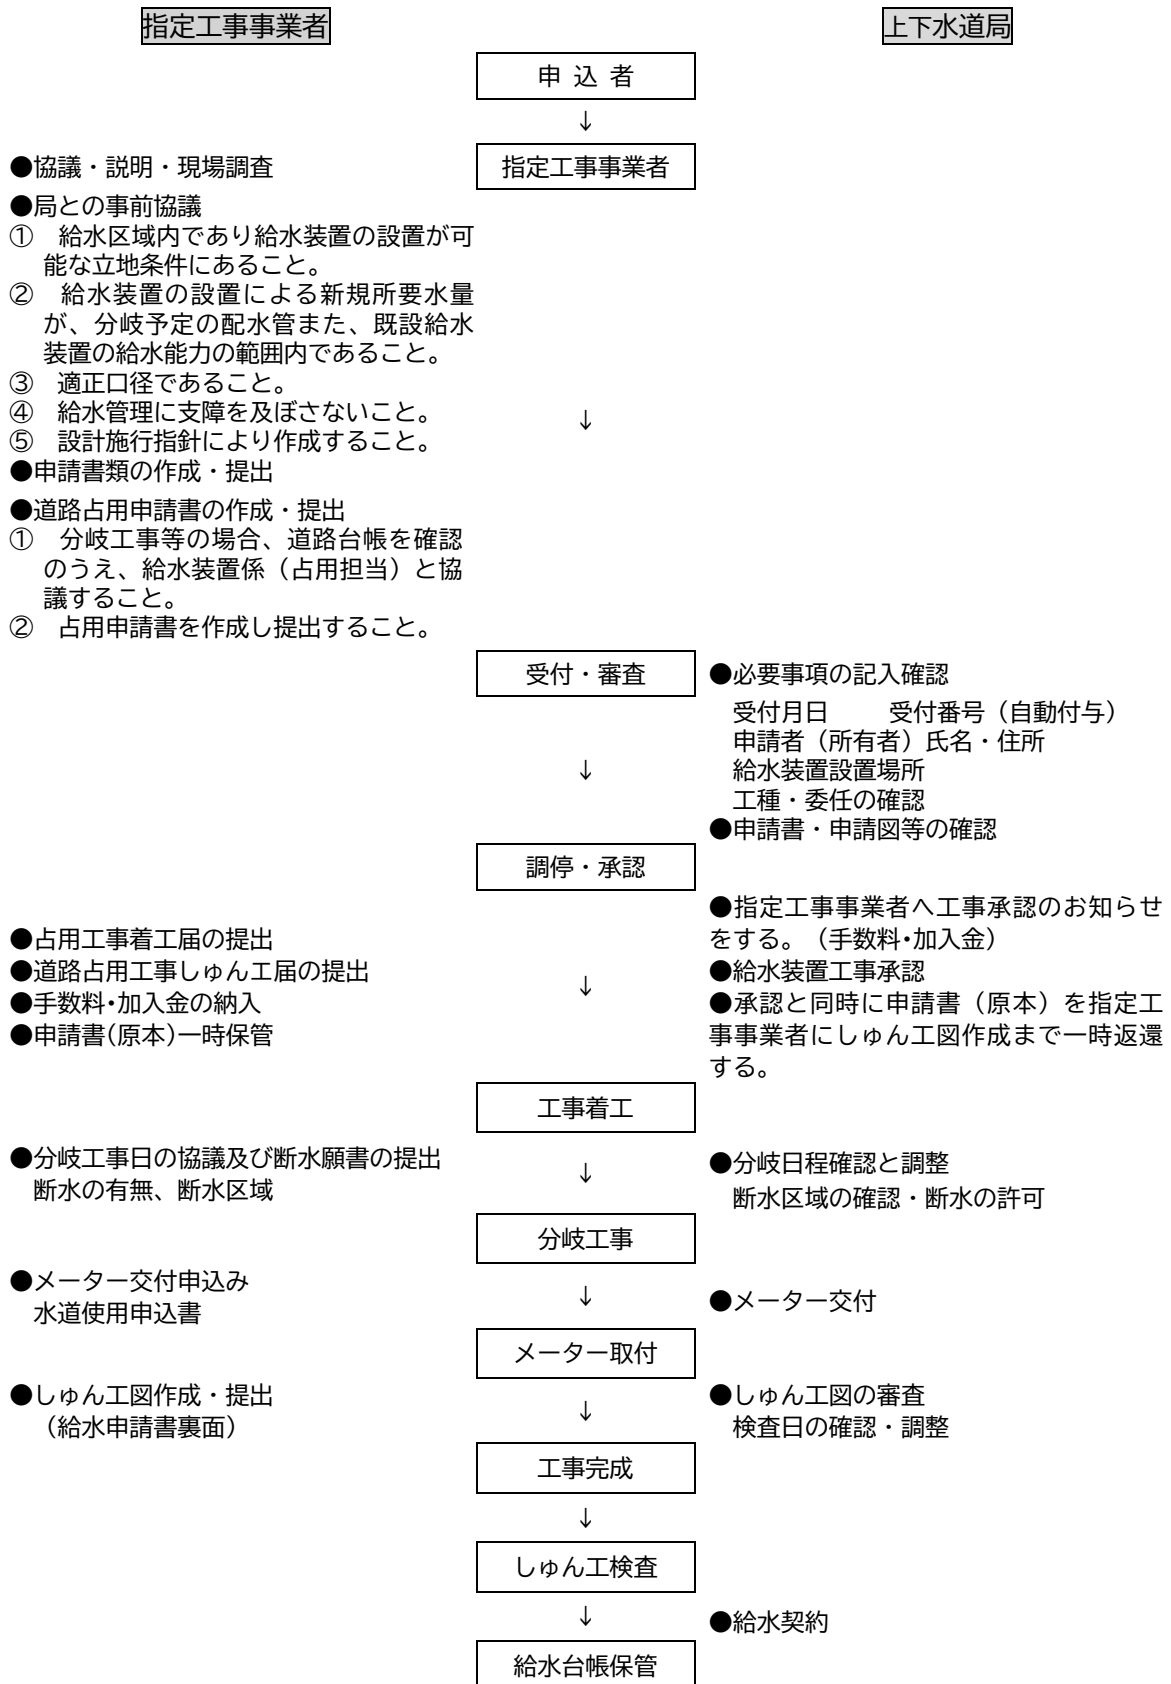 指定工事事業者
上下水道局
申 込 者
↓
●協議・説明・現場調査
指定工事事業者
●局との事前協議
① 給水区域内であり給水装置の設置が可
能な立地条件にあること。
② 給水装置の設置による新規所要水量
が、分岐予定の配水管また、既設給水
装置の給水能力の範囲内であること。
③ 適正口径であること。
④ 給水管理に支障を及ぼさないこと。
⑤ 設計施行指針により作成すること。
↓
●申請書類の作成・提出
●道路占用申請書の作成・提出
① 分岐工事等の場合、道路台帳を確認
のうえ、給水装置係（占用担当）と協
議すること。
② 占用申請書を作成し提出すること。
受付・審査
●必要事項の記入確認
受付月日 受付番号（自動付与）
申請者（所有者）氏名・住所
給水装置設置場所
工種・委任の確認
●申請書・申請図等の確認
↓
調停・承認
●占用工事着工届の提出
●道路占用工事しゅん工届の提出
●手数料・加入金の納入
●申請書(原本)一時保管
↓
●指定工事事業者へ工事承認のお知らせ
をする。（手数料・加入金）
●給水装置工事承認
●承認と同時に申請書（原本）を指定工
事事業者にしゅん工図作成まで一時返還
する。
工事着工
●分岐工事日の協議及び断水願書の提出
断水の有無、断水区域
↓
●分岐日程確認と調整
断水区域の確認・断水の許可
分岐工事
●メーター交付申込み
水道使用申込書
↓
●メーター交付
メーター取付
●しゅん工図作成・提出
（給水申請書裏面）
↓
●しゅん工図の審査
検査日の確認・調整
工事完成
↓
しゅん工検査
↓
●給水契約
給水台帳保管